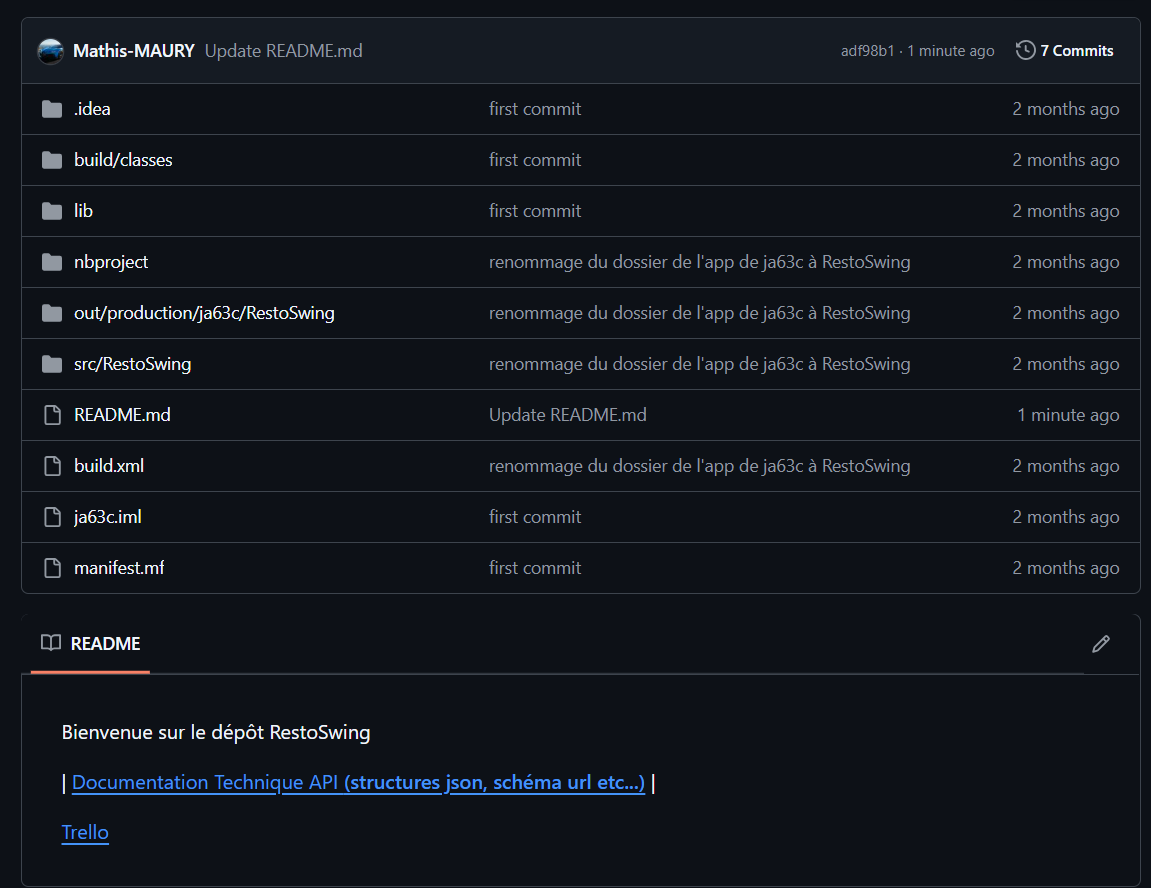 Mathis-MAURY Update README.md adf98b1 · 1 minute ago 7 Commits
.idea first commit 2 months ago
build/classes first commit 2 months ago
lib first commit 2 months ago
nbproject renommage du dossier de l'app de ja63c à RestoSwing 2 months ago
out/production/ja63c/RestoSwing renommage du dossier de l'app de ja63c à RestoSwing 2 months ago
src/RestoSwing renommage du dossier de l'app de ja63c à RestoSwing 2 months ago
README.md Update README.md 1 minute ago
build.xml renommage du dossier de l'app de ja63c à RestoSwing 2 months ago
ja63c.iml first commit 2 months ago
manifest.mf first commit 2 months ago
README
Bienvenue sur le dépôt RestoSwing
| Documentation Technique API (structures json, schéma url etc...) |
Trello